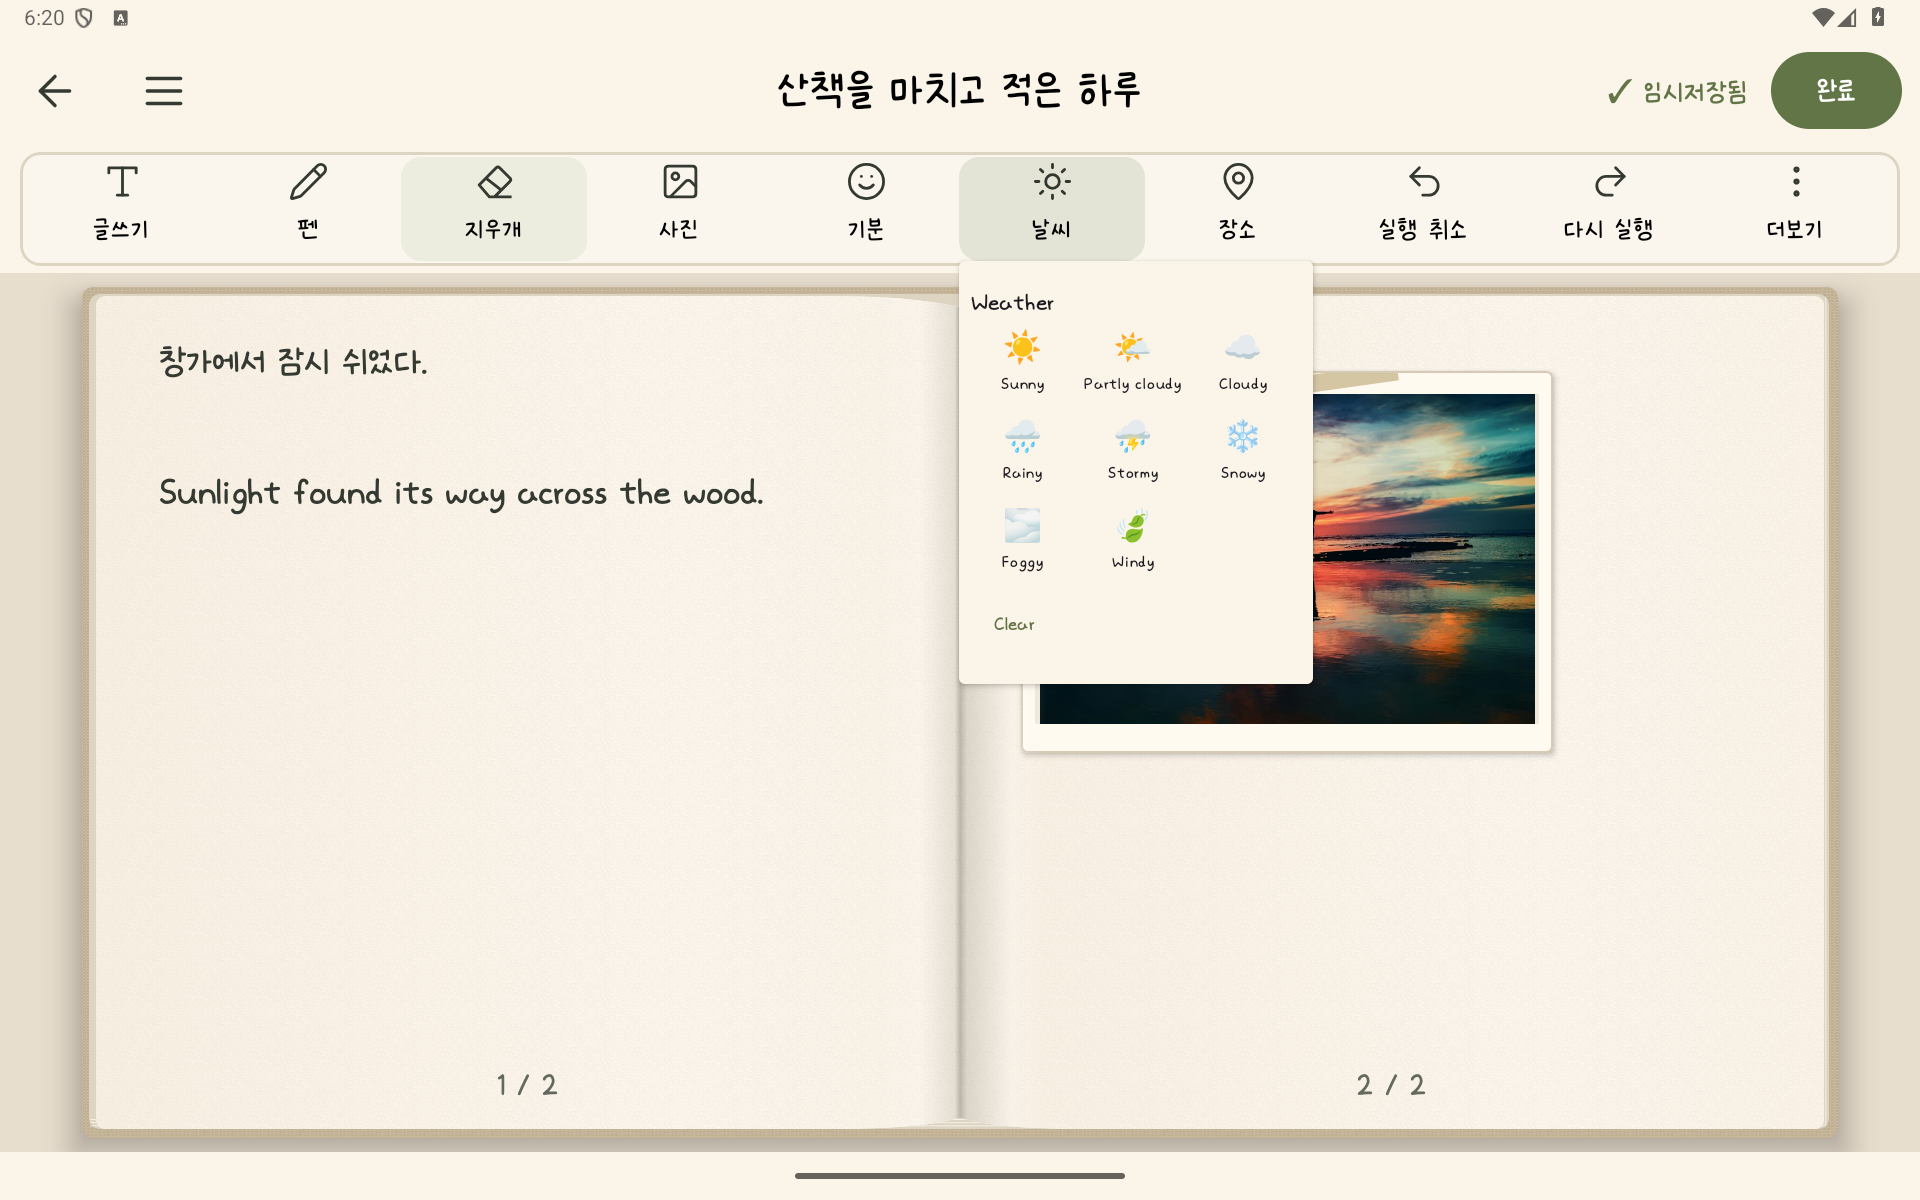 6:20
산책을 마치고 적은 하루
✓ 임시저장됨
완료
글쓰기
펜
지우개
사진
기분
날씨
장소
실행 취소
다시 실행
더보기
창가에서 잠시 쉬었다.
Sunlight found its way across the wood.
1 / 2
Weather
Sunny
Partly cloudy
Cloudy
Rainy
Stormy
Snowy
Foggy
Windy
Clear
2 / 2